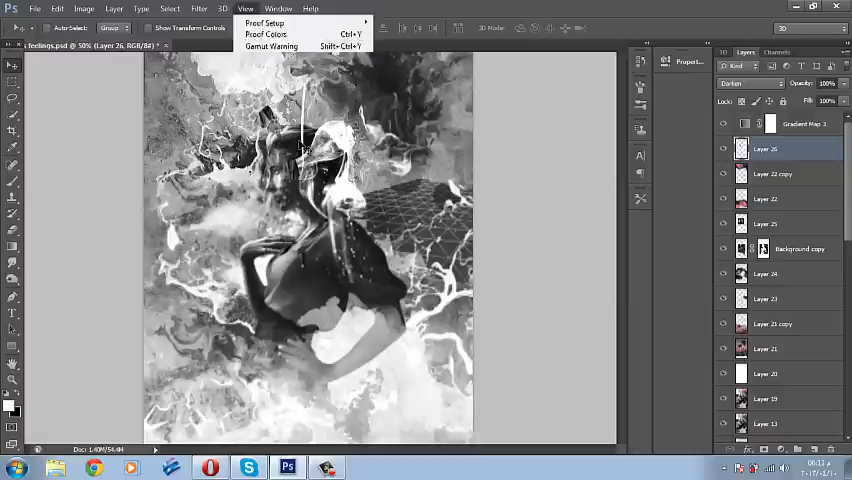 Ps File Edit Image Layer Type Select Filter 3D View Window Help
Auto-Select: Group Show Transform Controls 3D Mode: 3D
Proof Setup
Proof Colors Ctrl+Y
Gamut Warning Shift+Ctrl+Y
feelings.psd @ 50% (Layer 26, RGB/8#) *
3D Layers Channels
Propert...
Kind
Darken Opacity: 100%
Lock: Fill: 100%
Gradient Map 3
Layer 26
Layer 22 copy
Layer 22
Layer 25
Background copy
Layer 24
Layer 23
Layer 21 copy
Layer 21
Layer 20
Layer 19
Layer 13
Doc: 1.40M/54.4M
06:11 م